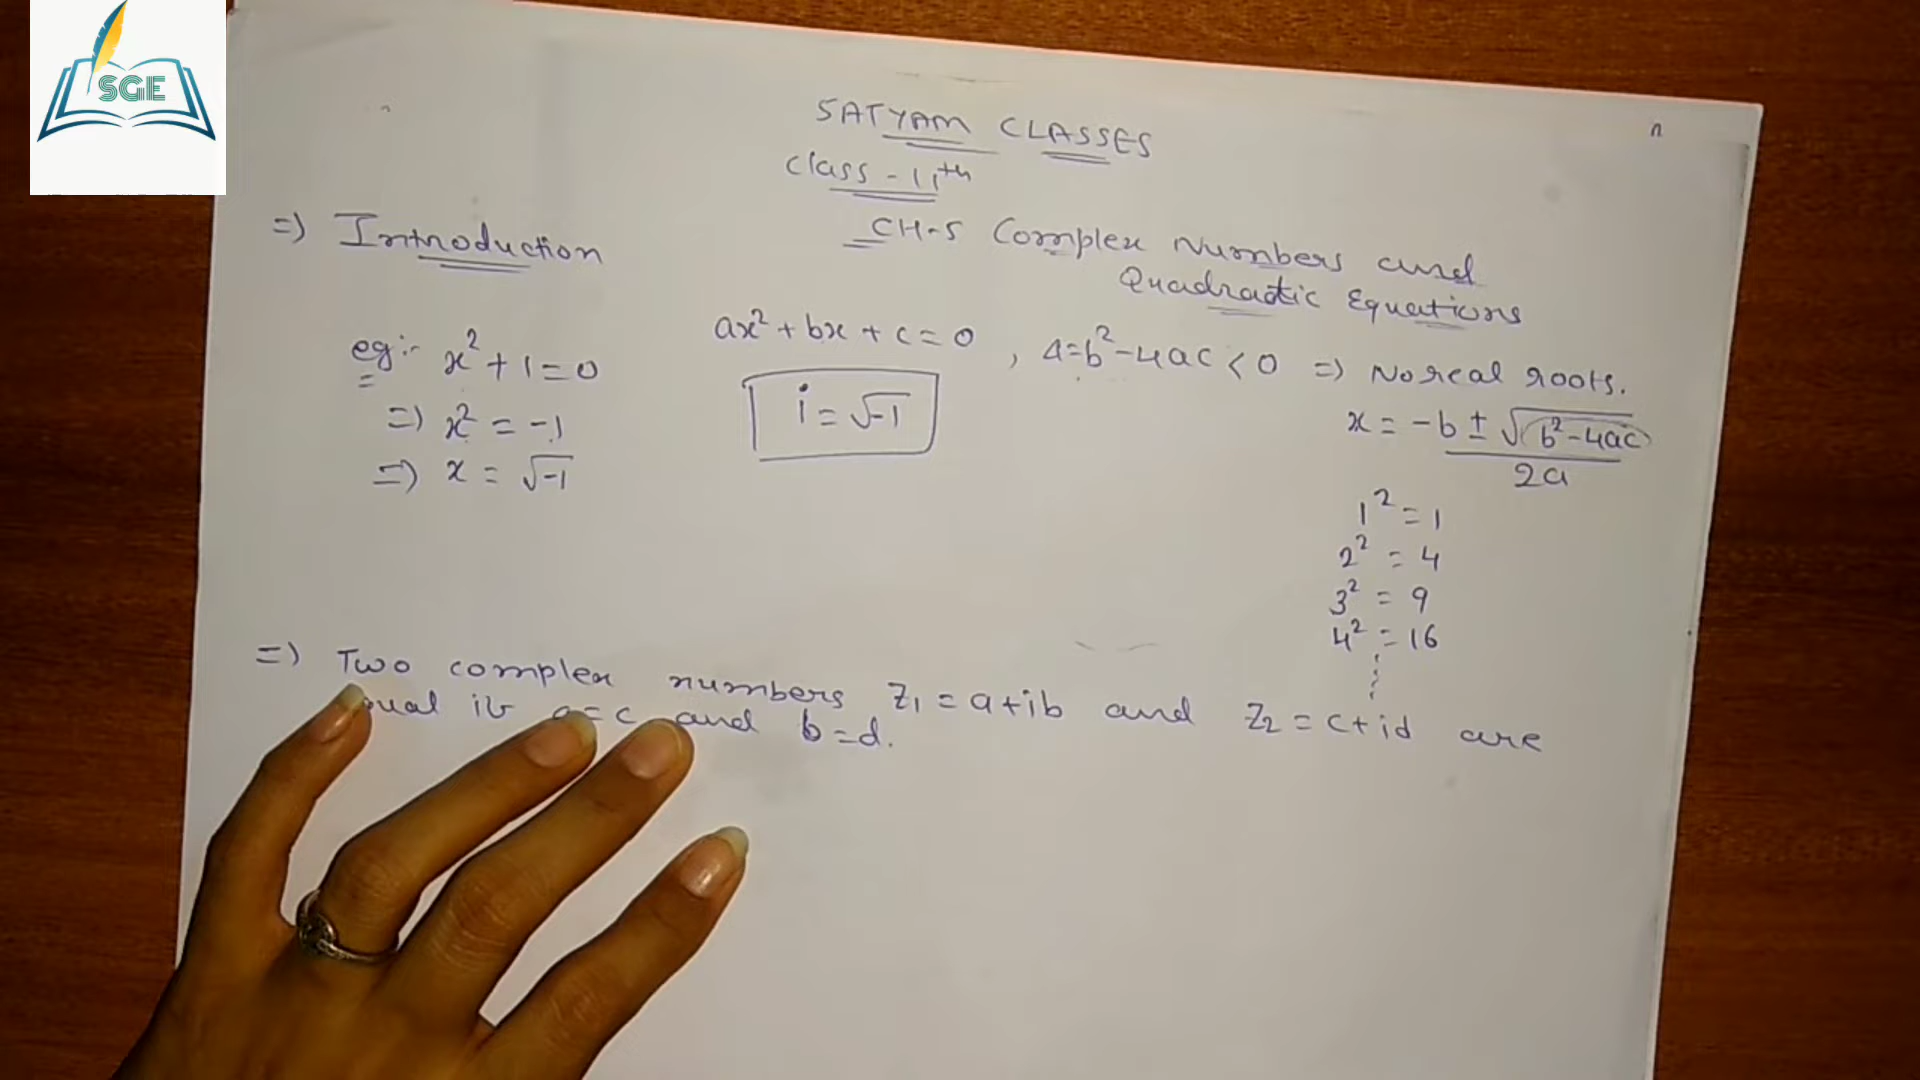 SGE
SATYAM CLASSES
Class - 11th
=) Introduction
CH-5 Complex Numbers and
Quadratic Equations
eg:- x² + 1 = 0
=) x² = -1
=) x = √-1
ax² + bx + c = 0 , Δ=b²-4ac < 0 =) No real roots.
i = √-1
x = -b ± √b²-4ac
2a
1² = 1
2² = 4
3² = 9
4² = 16
=) Two complex numbers Z₁ = a+ib and Z₂ = c+id are
if a=c and b=d.